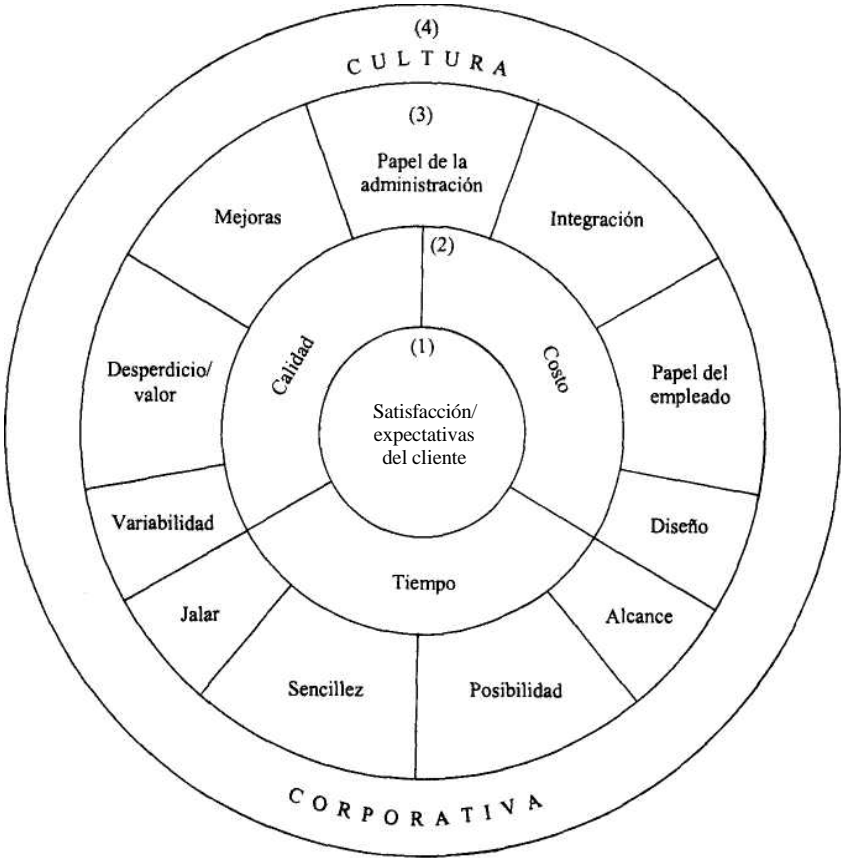 (4)
CULTURA
(3)
Papel de la
administración
Mejoras
Integración
(2)
Calidad
Costo
(1)
Desperdicio/
valor
Satisfacción/
expectativas
del cliente
Papel del
empleado
Variabilidad
Diseño
Tiempo
Jalar
Alcance
Sencillez
Posibilidad
CORPORATIVA